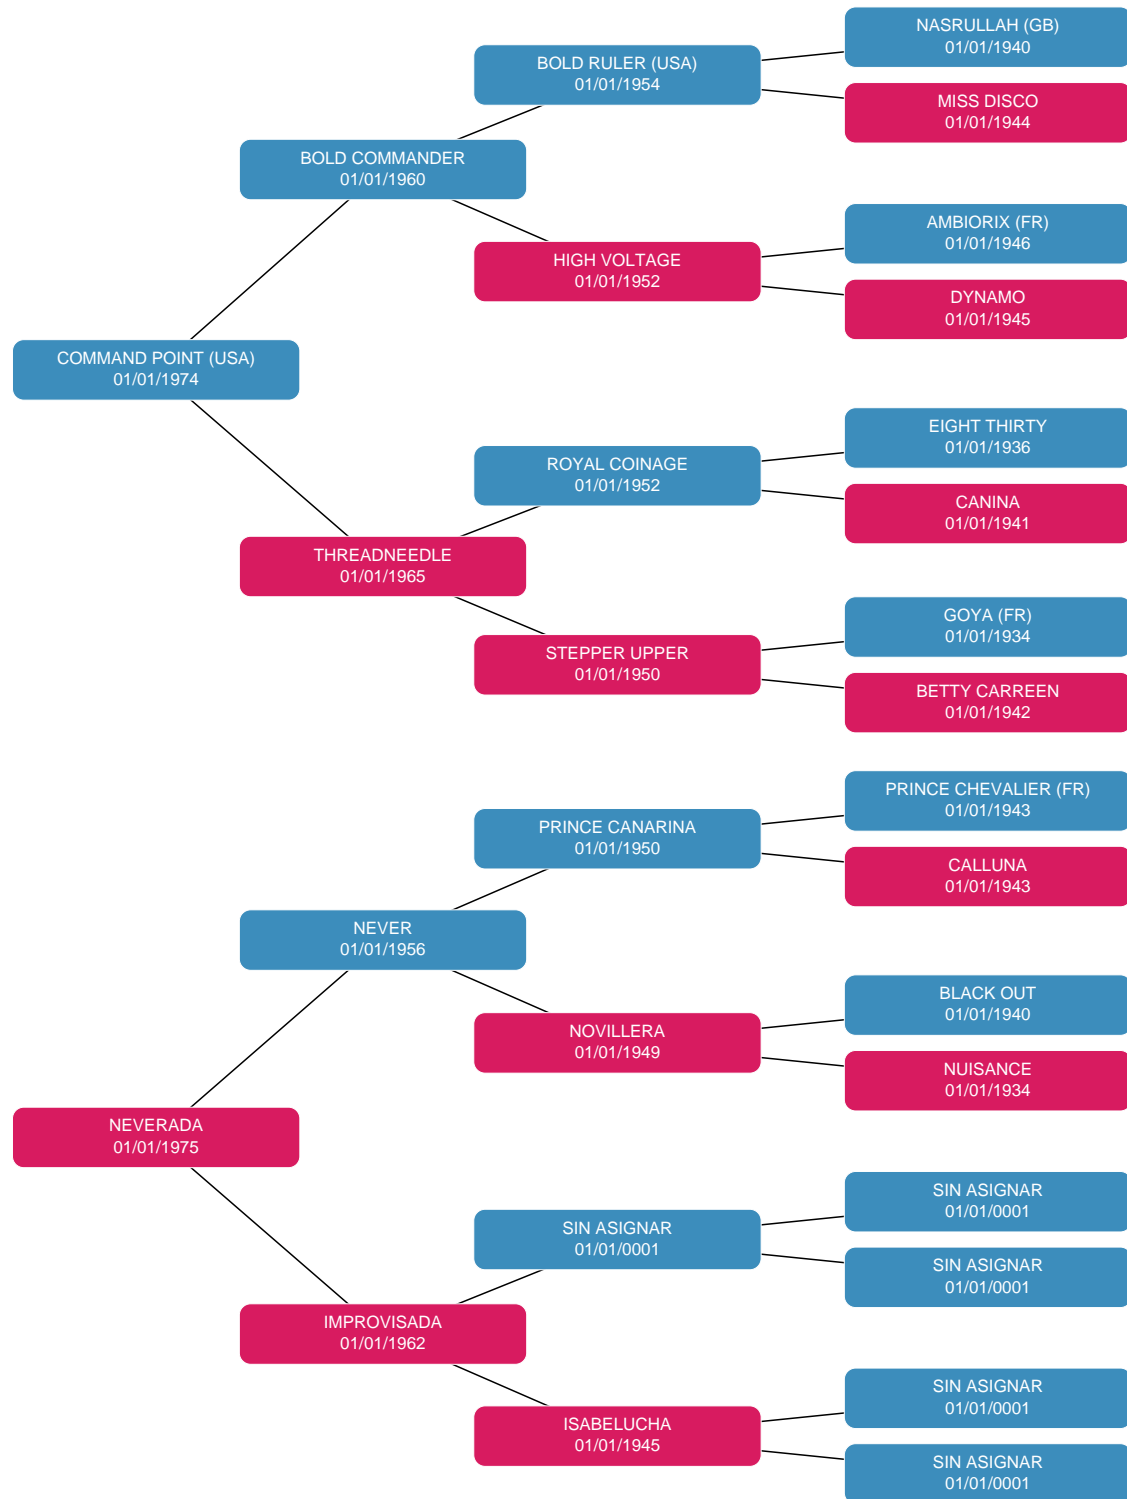 NASRULLAH (GB)
01/01/1940
BOLD RULER (USA)
01/01/1954
MISS DISCO
01/01/1944
BOLD COMMANDER
01/01/1960
AMBIORIX (FR)
01/01/1946
HIGH VOLTAGE
01/01/1952
DYNAMO
01/01/1945
COMMAND POINT (USA)
01/01/1974
EIGHT THIRTY
01/01/1936
ROYAL COINAGE
01/01/1952
CANINA
01/01/1941
THREADNEEDLE
01/01/1965
GOYA (FR)
01/01/1934
STEPPER UPPER
01/01/1950
BETTY CARREEN
01/01/1942
PRINCE CHEVALIER (FR)
01/01/1943
PRINCE CANARINA
01/01/1950
CALLUNA
01/01/1943
NEVER
01/01/1956
BLACK OUT
01/01/1940
NOVILLERA
01/01/1949
NUISANCE
01/01/1934
NEVERADA
01/01/1975
SIN ASIGNAR
01/01/0001
SIN ASIGNAR
01/01/0001
SIN ASIGNAR
01/01/0001
IMPROVISADA
01/01/1962
SIN ASIGNAR
01/01/0001
ISABELUCHA
01/01/1945
SIN ASIGNAR
01/01/0001